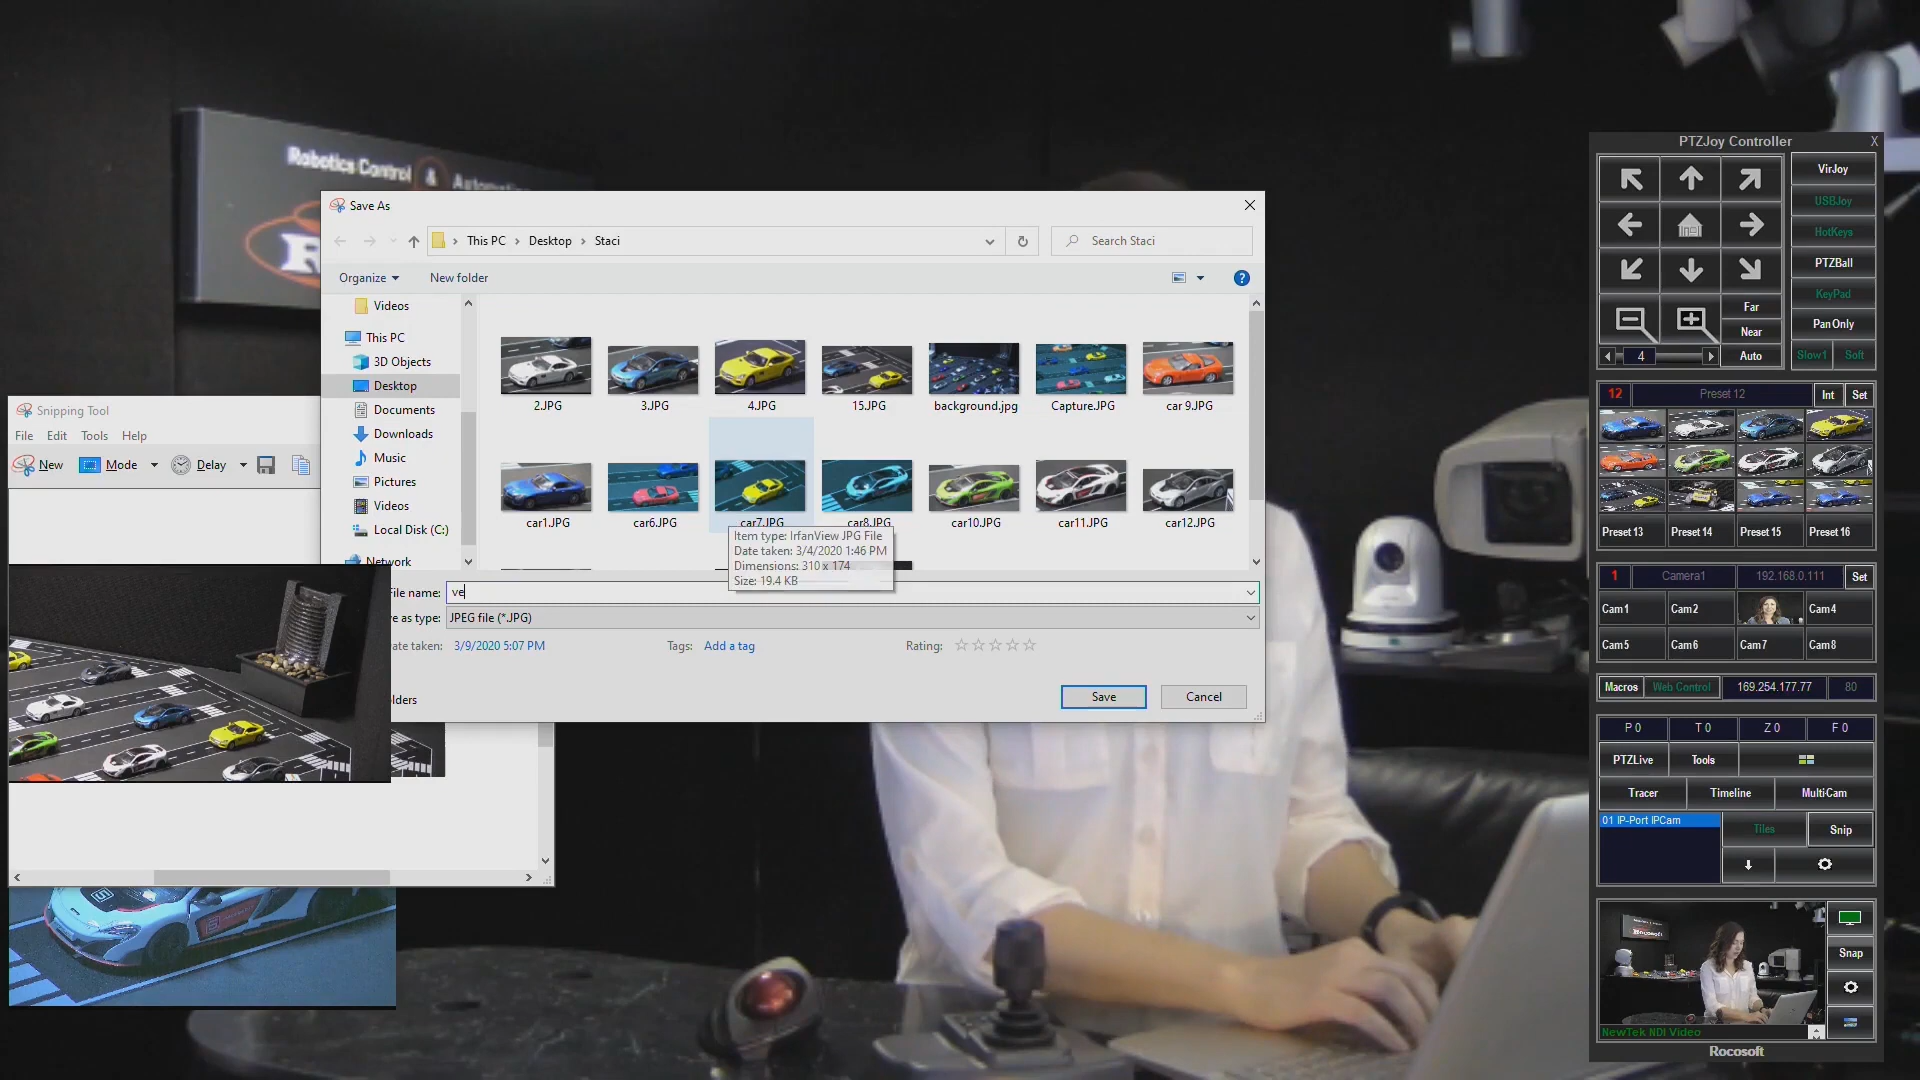 Robotics Control & Automation
Save As
This PC
Desktop
Staci
Search Staci
Organize
New folder
Videos
This PC
3D Objects
Desktop
Documents
Downloads
Music
Pictures
Videos
Local Disk (C:)
Network
2.JPG
3.JPG
4.JPG
15.JPG
background.jpg
Capture.JPG
car 9.JPG
car1.JPG
car6.JPG
car7.JPG
car8.JPG
car10.JPG
car11.JPG
car12.JPG
Item type: IrfanView JPG File
Date taken: 3/4/2020 1:46 PM
Dimensions: 310 x 174
Size: 19.4 KB
File name:
ve
e as type:
JPEG file (*.JPG)
ate taken:
3/9/2020 5:07 PM
Tags:
Add a tag
Rating:
olders
Save
Cancel
Snipping Tool
File Edit Tools Help
New
Mode
Delay
PTZJoy Controller
X
VirJoy
USBJoy
HotKeys
PTZBall
KeyPad
Far
PanOnly
Near
4
Auto
Slow1
Soft
12
Preset 12
Int
Set
Preset 13
Preset 14
Preset 15
Preset 16
1
Camera1
192.168.0.111
Set
Cam1
Cam2
Cam4
Cam5
Cam6
Cam7
Cam8
Macros
Web Control
169.254.177.77
80
P 0
T 0
Z 0
F 0
PTZLive
Tools
Tracer
Timeline
Multi-Cam
01 IP-Port IPCam
Tiles
Snip
Snap
NewTek NDI Video
Rocosoft